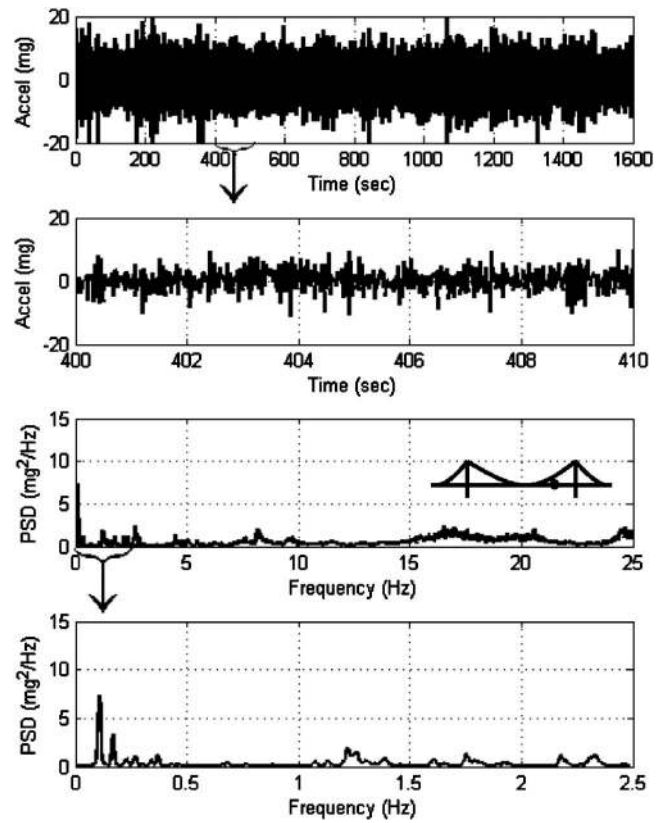 20
0
-20
Accel (mg)
0 200 400 600 800 1000 1200 1400 1600
Time (sec)
20
0
-20
Accel (mg)
400 402 404 406 408 410
Time (sec)
15
10
5
0
PSD (mg²/Hz)
0 5 10 15 20 25
Frequency (Hz)
15
10
5
0
PSD (mg²/Hz)
0 0.5 1 1.5 2 2.5
Frequency (Hz)